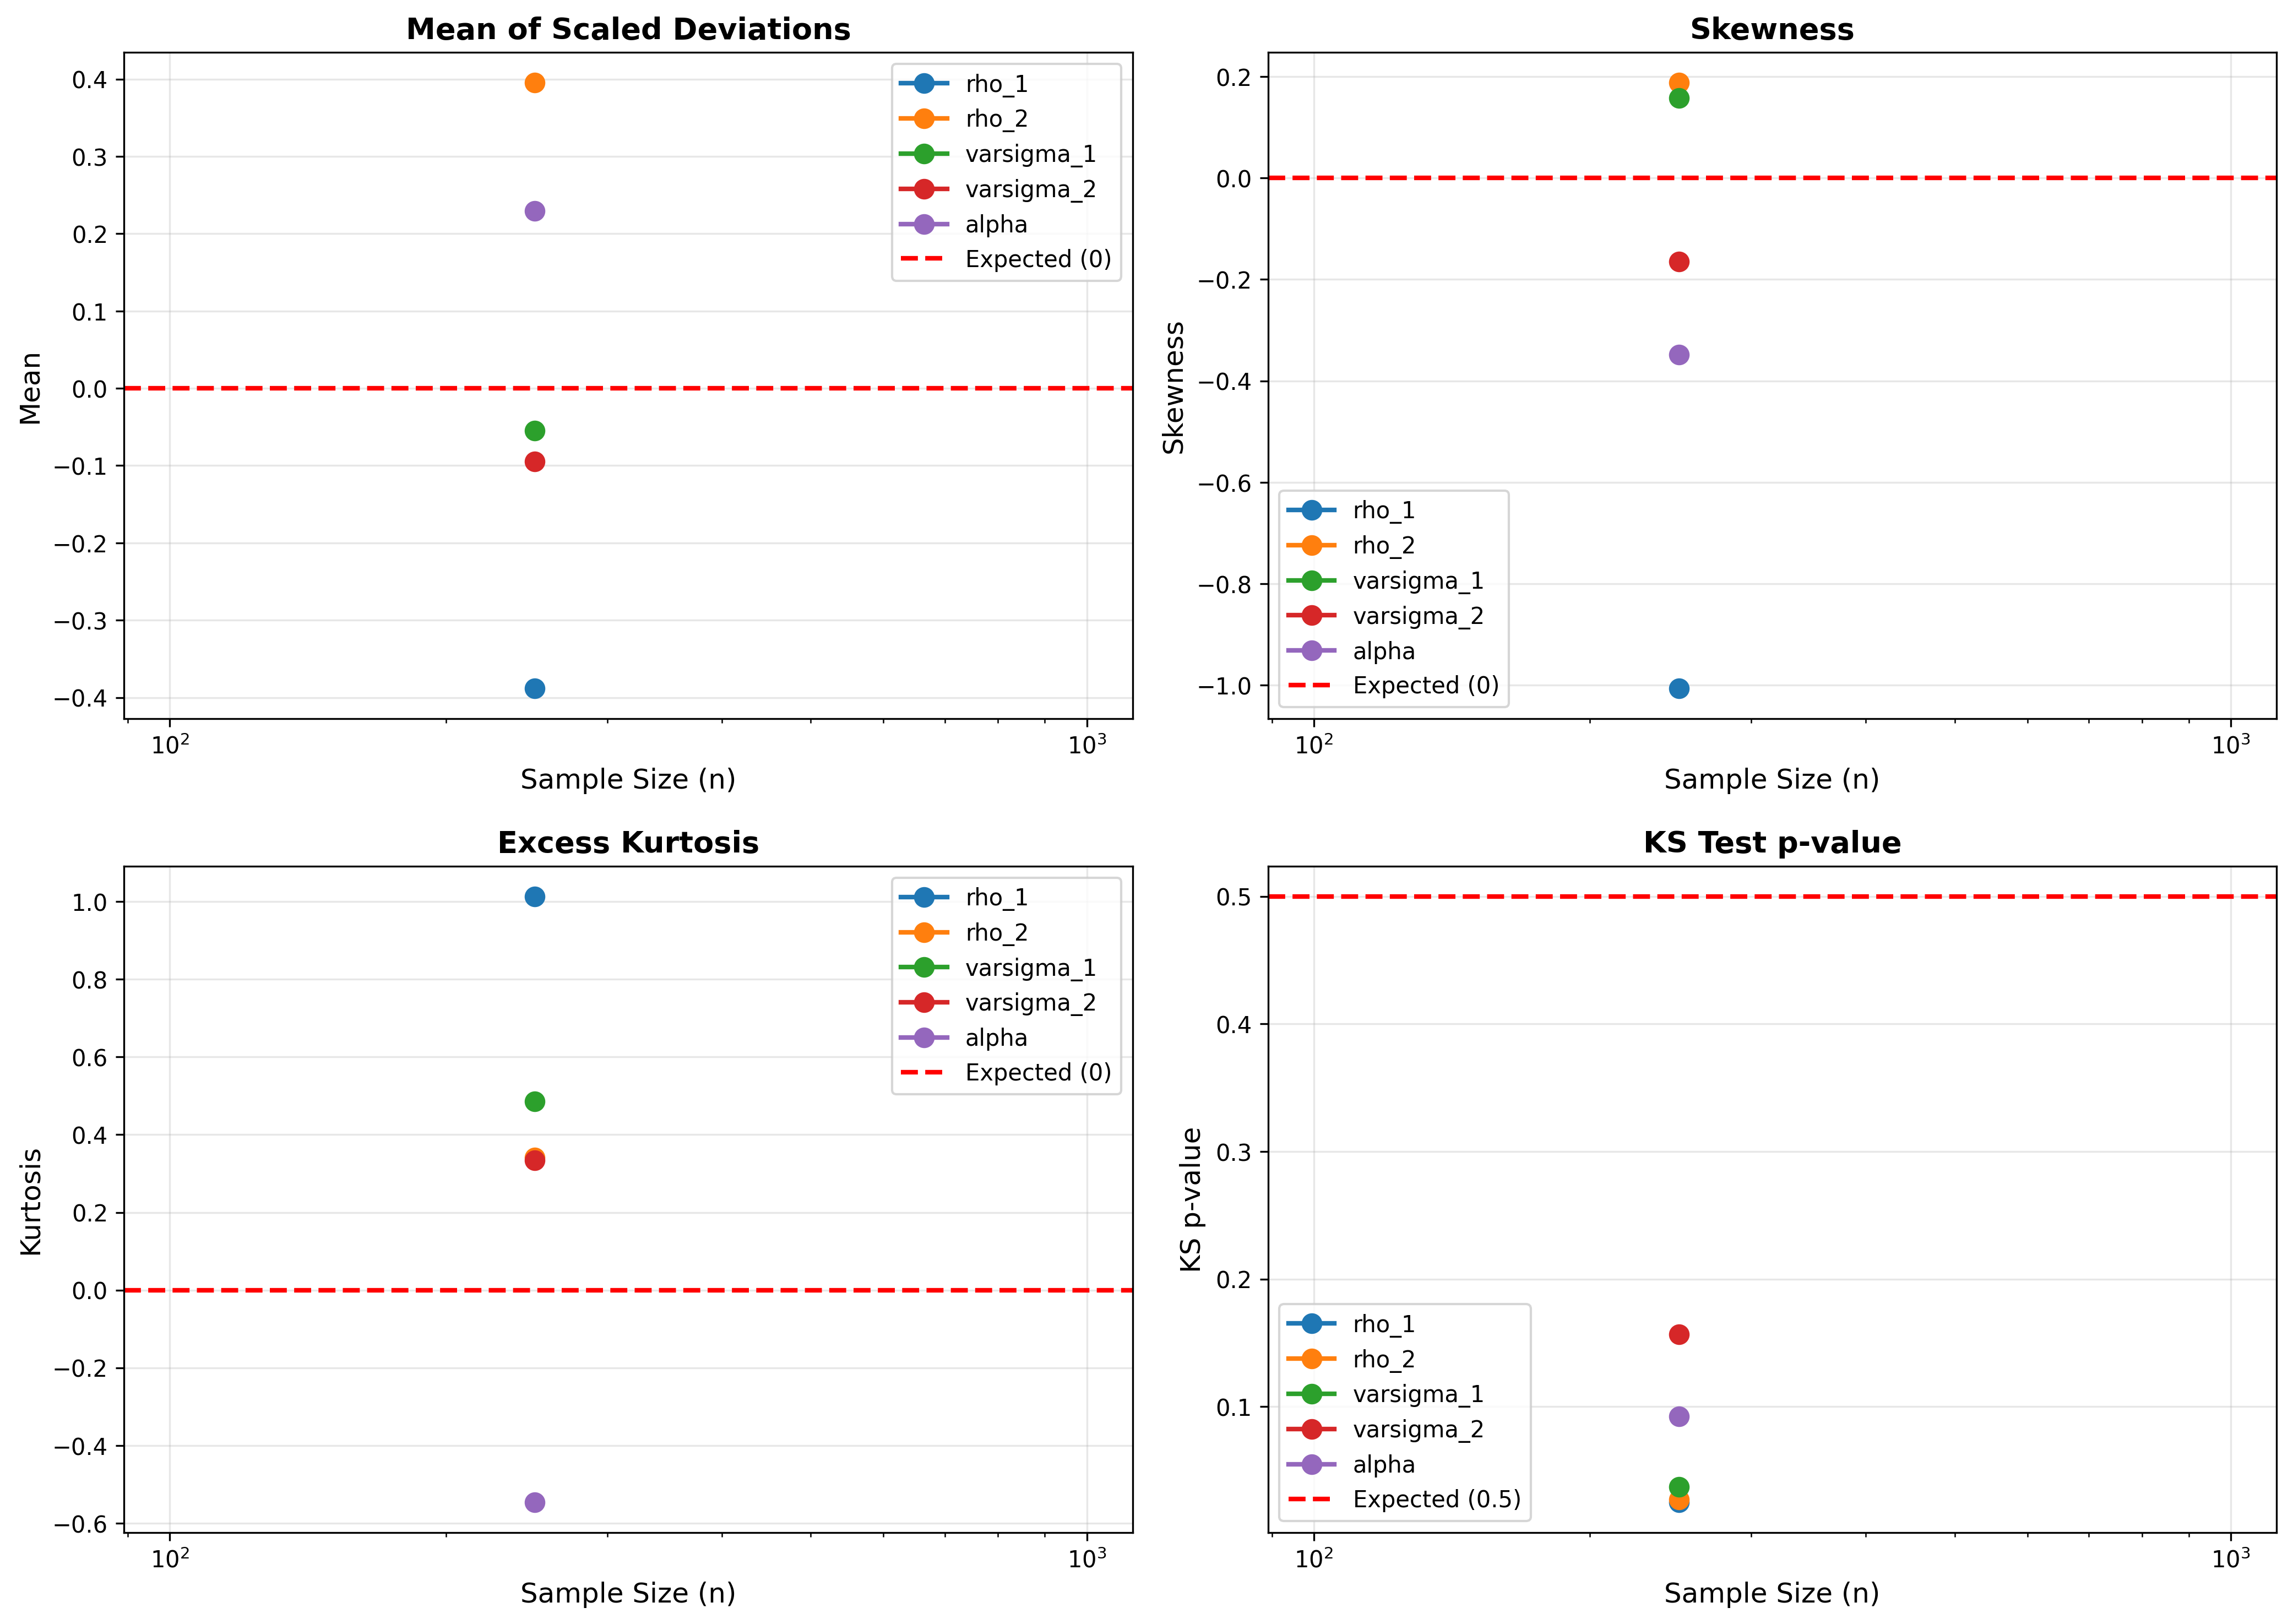 Mean of Scaled Deviations
Mean
0.4
0.3
0.2
0.1
0.0
−0.1
−0.2
−0.3
−0.4
rho_1
rho_2
varsigma_1
varsigma_2
alpha
Expected (0)
10²
10³
Sample Size (n)
Skewness
Skewness
0.2
0.0
−0.2
−0.4
−0.6
−0.8
−1.0
rho_1
rho_2
varsigma_1
varsigma_2
alpha
Expected (0)
10²
10³
Sample Size (n)
Excess Kurtosis
Kurtosis
1.0
0.8
0.6
0.4
0.2
0.0
−0.2
−0.4
−0.6
rho_1
rho_2
varsigma_1
varsigma_2
alpha
Expected (0)
10²
10³
Sample Size (n)
KS Test p-value
KS p-value
0.5
0.4
0.3
0.2
0.1
rho_1
rho_2
varsigma_1
varsigma_2
alpha
Expected (0.5)
10²
10³
Sample Size (n)